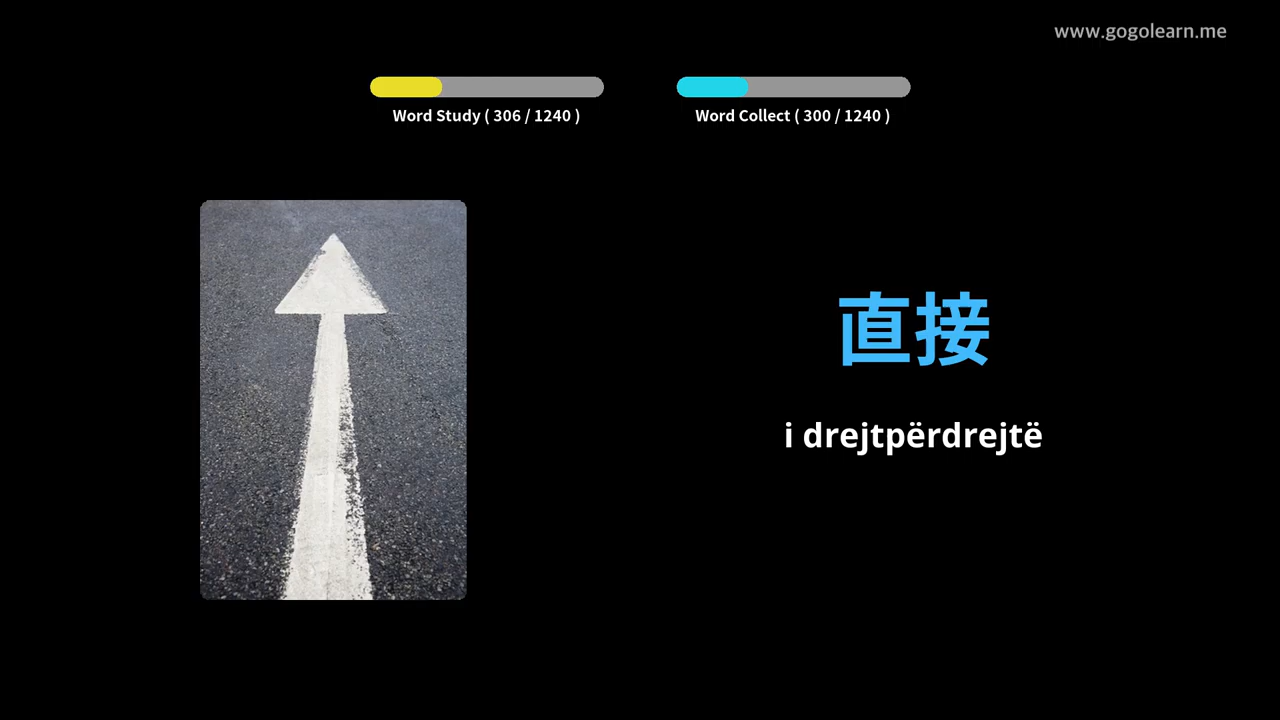 www.gogolearn.me
Word Study ( 306 / 1240 )
Word Collect ( 300 / 1240 )
直接
i drejtpërdrejtë